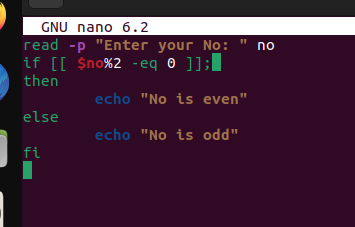 GNU nano 6.2
read -p "Enter your No: " no
if [[ $no%2 -eq 0 ]];
then
        echo "No is even"
else
        echo "No is odd"
fi